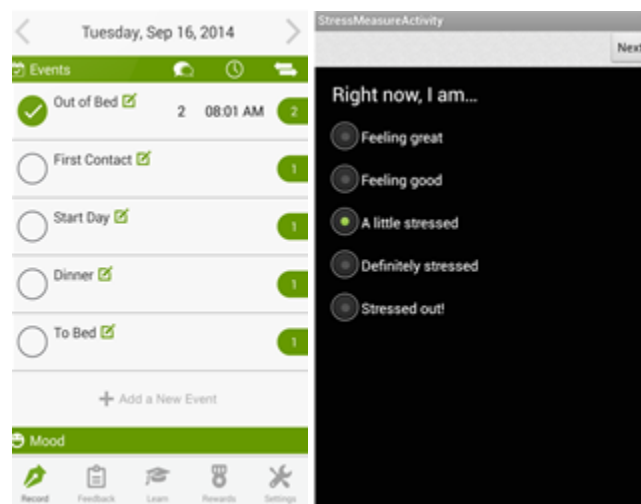 Tuesday, Sep 16, 2014
Events
Out of Bed 2 08:01 AM 2
First Contact 1
Start Day 1
Dinner 1
To Bed 1
+ Add a New Event
Mood
Record Feedback Learn Rewards Settings
StressMeasureActivity
Next
Right now, I am...
Feeling great
Feeling good
A little stressed
Definitely stressed
Stressed out!